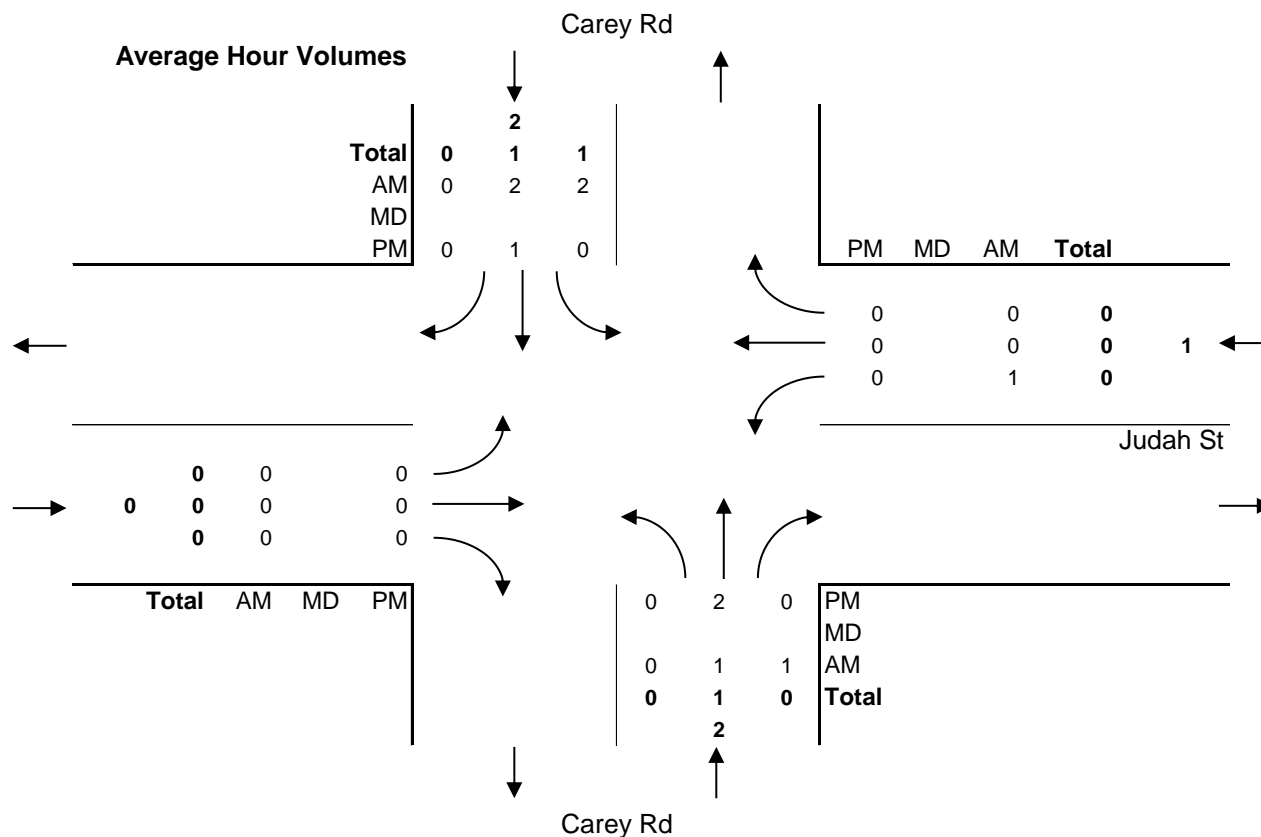 Carey Rd
Average Hour Volumes
2
Total 0 1 1
AM 0 2 2
MD
PM 0 1 0
PM MD AM Total
0 0 0
0 0 0 1
0 1 0
Judah St
0 0 0
0 0 0 0
0 0 0
Total AM MD PM
0 2 0 PM
MD
0 1 1 AM
0 1 0 Total
2
Carey Rd